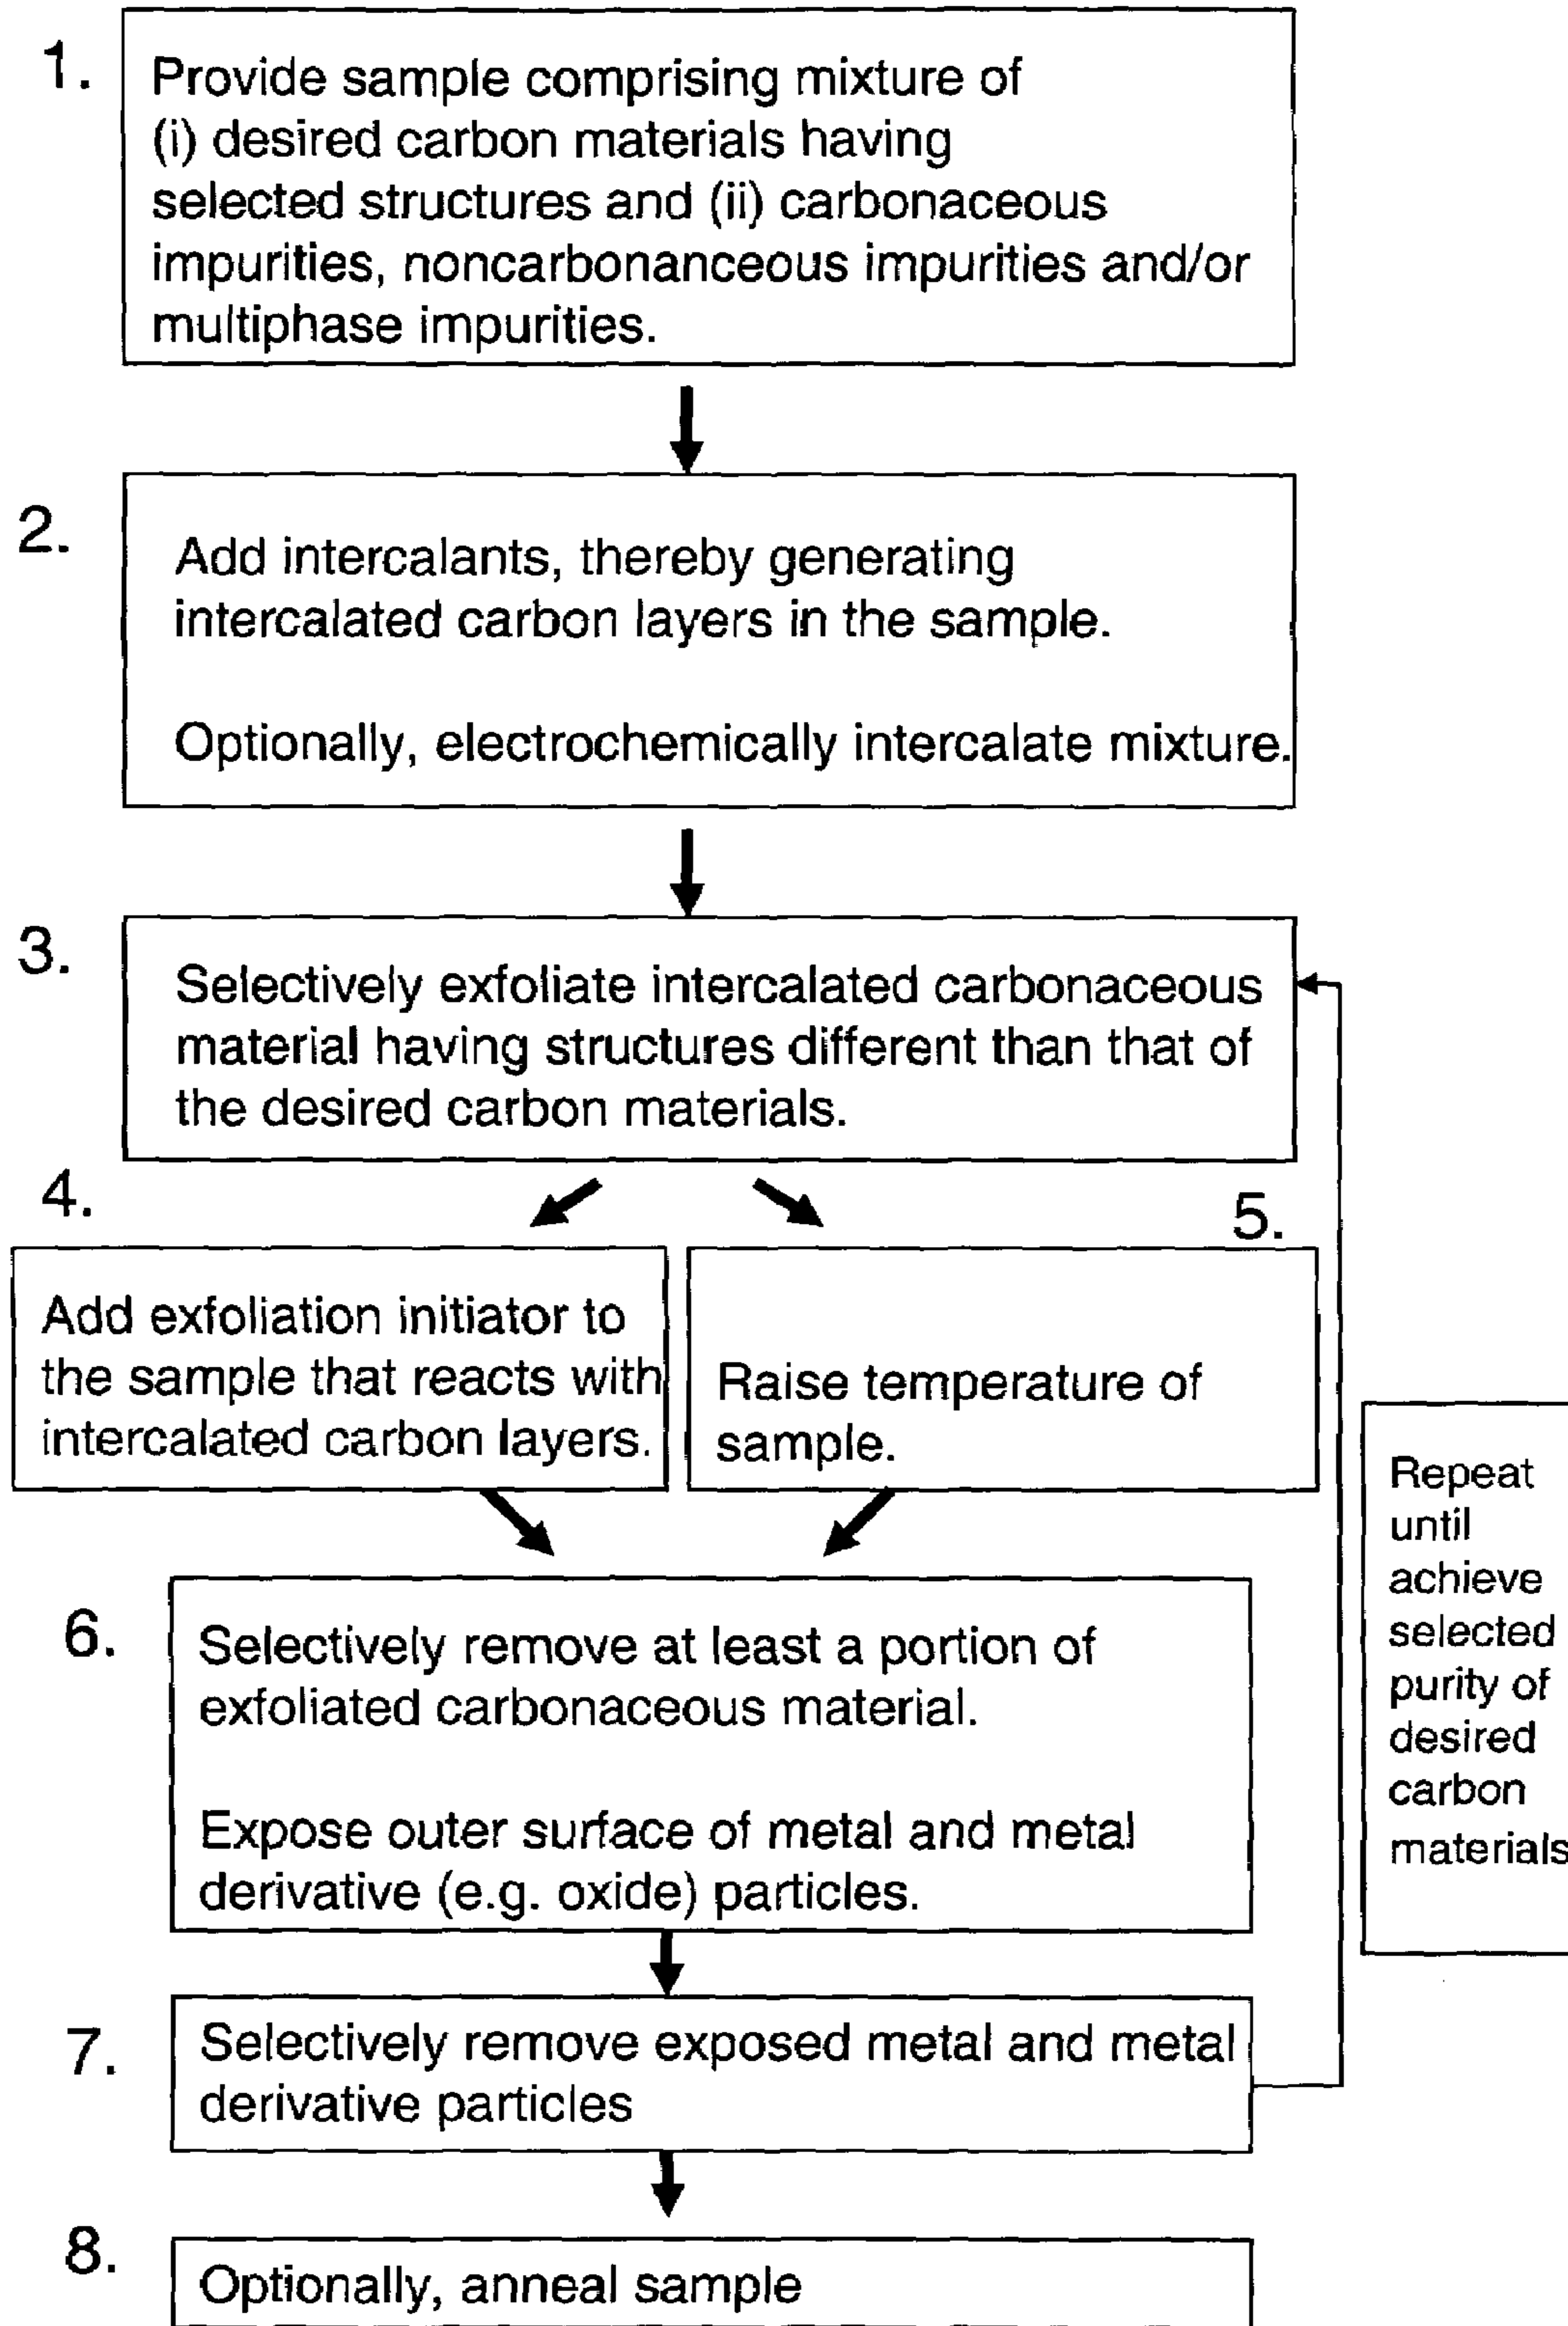 1.
Provide sample comprising mixture of
(i) desired carbon materials having
selected structures and (ii) carbonaceous
impurities, noncarbonanceous impurities and/or
multiphase impurities.
2.
Add intercalants, thereby generating
intercalated carbon layers in the sample.
Optionally, electrochemically intercalate mixture.
3.
Selectively exfoliate intercalated carbonaceous
material having structures different than that of
the desired carbon materials.
4.
Add exfoliation initiator to
the sample that reacts with
intercalated carbon layers.
5.
Raise temperature of
sample.
Repeat
until
achieve
selected
purity of
desired
carbon
materials
6.
Selectively remove at least a portion of
exfoliated carbonaceous material.
Expose outer surface of metal and metal
derivative (e.g. oxide) particles.
7.
Selectively remove exposed metal and metal
derivative particles
8.
Optionally, anneal sample